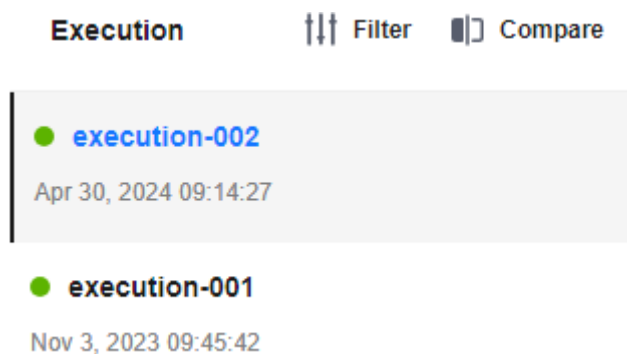 Execution Filter Compare
execution-002
Apr 30, 2024 09:14:27
execution-001
Nov 3, 2023 09:45:42